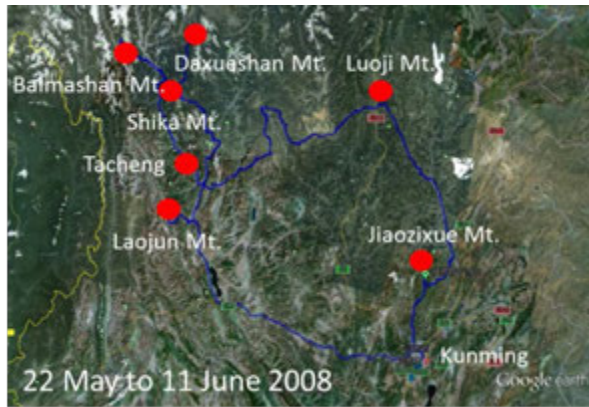 Daxueshan Mt.
Luoji Mt.
Baimashan Mt.
Shika Mt.
Tacheng
Laojun Mt.
Jiaozixue Mt.
Kunming
22 May to 11 June 2008
Google earth